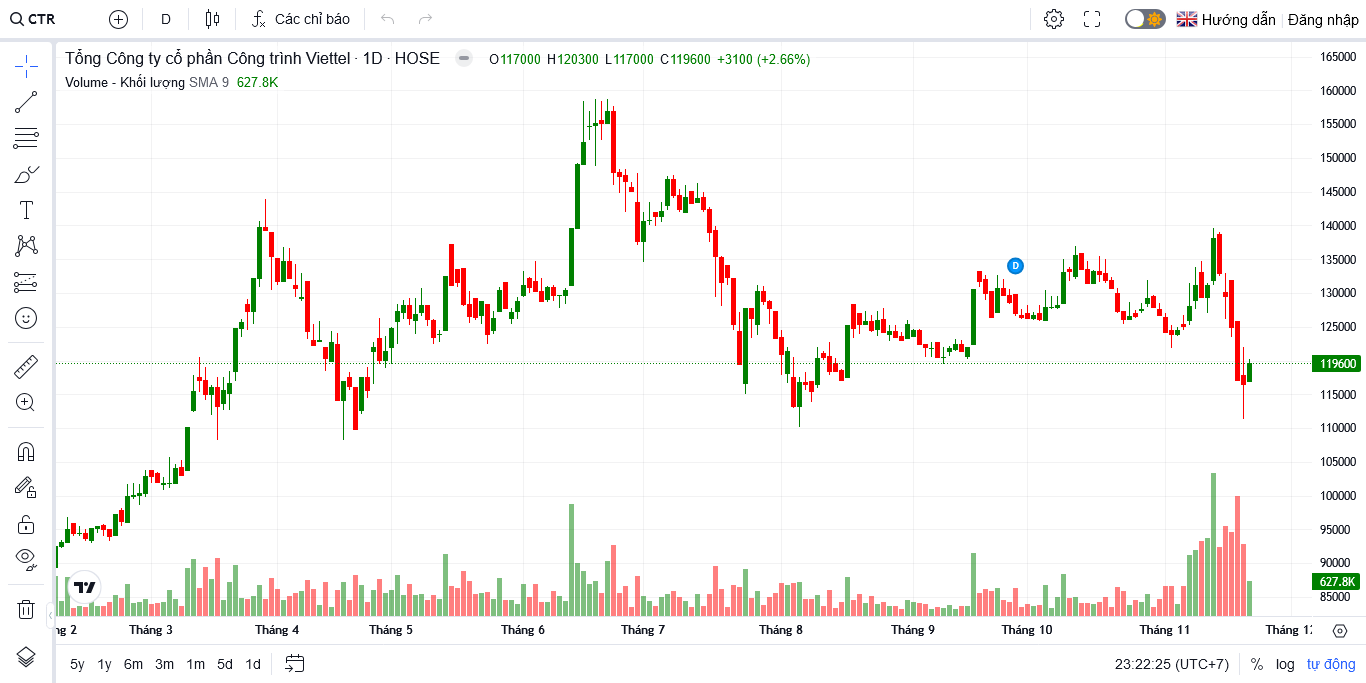 CTR D Các chỉ báo Hướng dẫn Đăng nhập
Tổng Công ty cổ phần Công trình Viettel · 1D · HOSE O117000 H120300 L117000 C119600 +3100 (+2.66%)
Volume - Khối lượng SMA 9 627.8K
165000
160000
155000
150000
145000
140000
135000
D
130000
125000
119600
115000
110000
105000
100000
95000
90000
627.8K
85000
ng 2 Tháng 3 Tháng 4 Tháng 5 Tháng 6 Tháng 7 Tháng 8 Tháng 9 Tháng 10 Tháng 11 Tháng 12
5y 1y 6m 3m 1m 5d 1d 23:22:25 (UTC+7) % log tự động